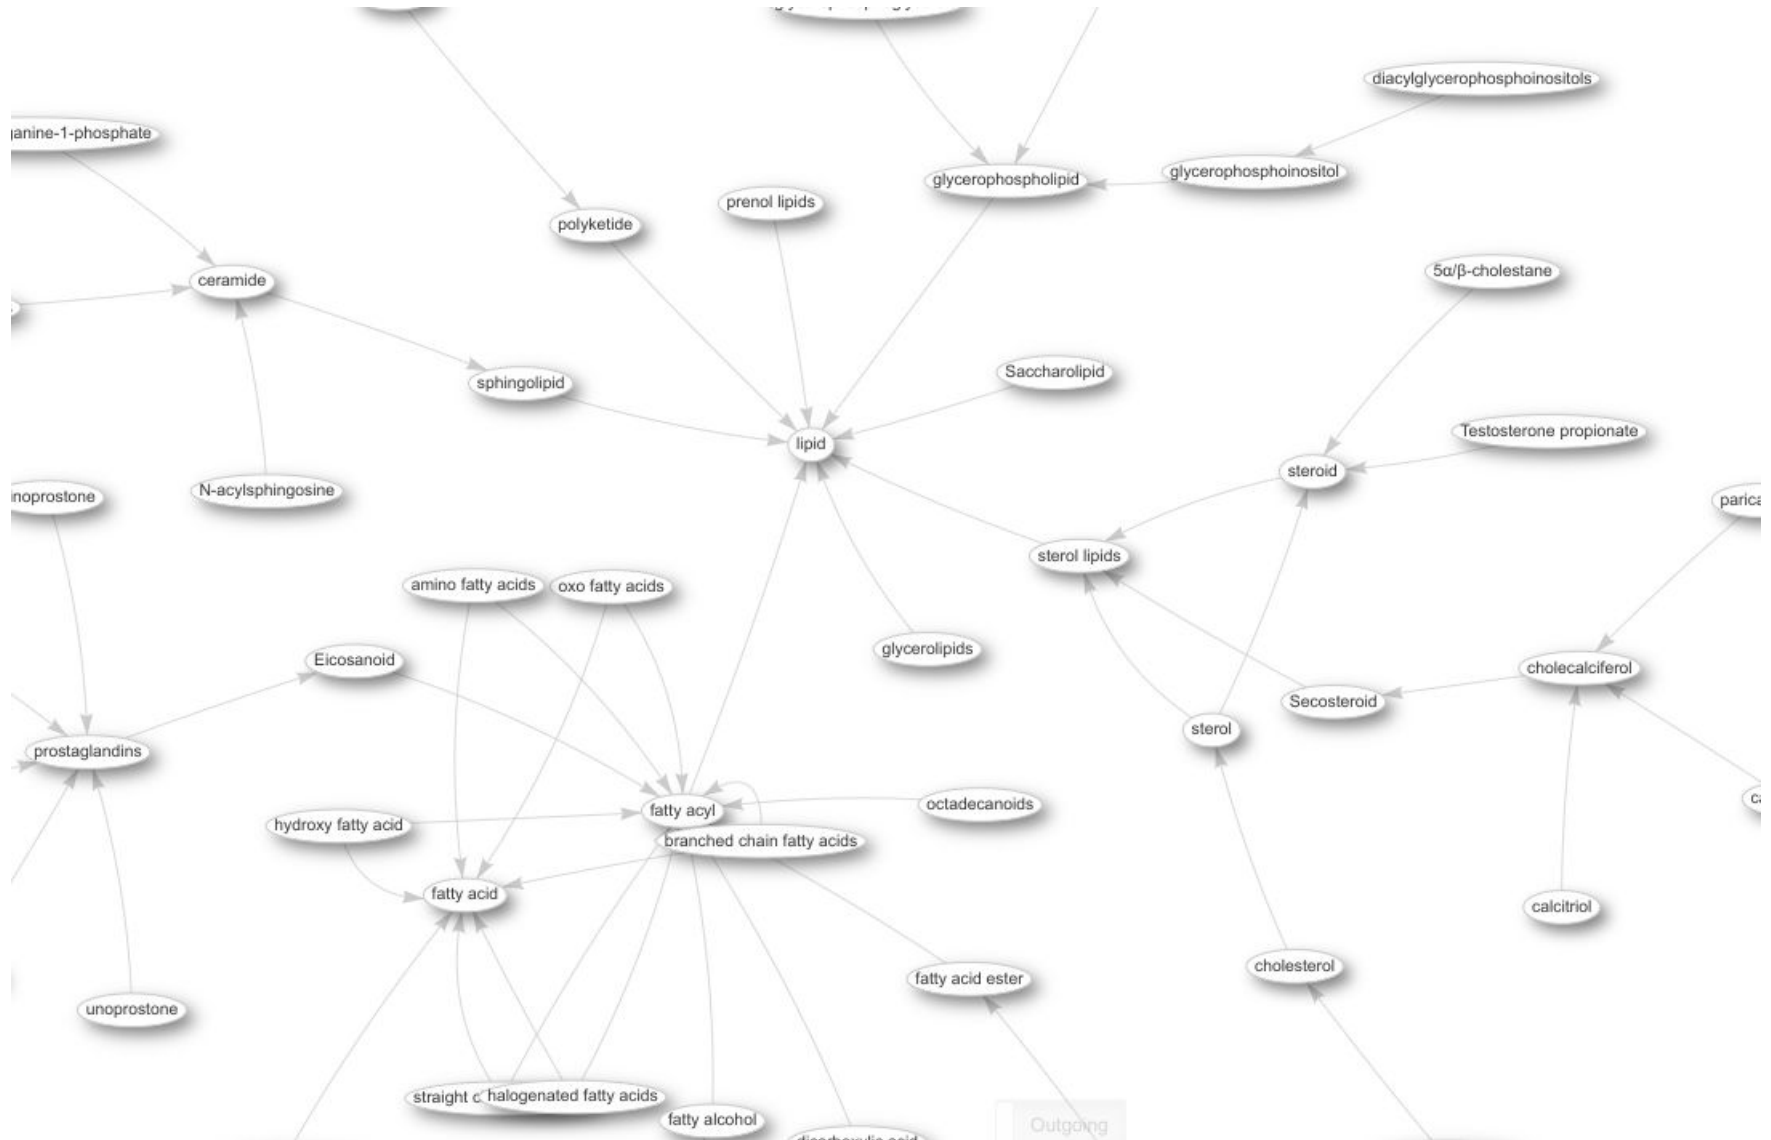 diacylglycerophosphoinositols
anine-1-phosphate
glycerophospholipid
glycerophosphoinositol
prenol lipids
polyketide
ceramide
5α/β-cholestane
sphingolipid
Saccharolipid
lipid
Testosterone propionate
steroid
noprostone
N-acylsphingosine
parica
sterol lipids
amino fatty acids
oxo fatty acids
Eicosanoid
glycerolipids
cholecalciferol
Secosteroid
sterol
prostaglandins
fatty acyl
octadecanoids
ca
hydroxy fatty acid
branched chain fatty acids
fatty acid
calcitriol
cholesterol
fatty acid ester
unoprostone
straight c
halogenated fatty acids
fatty alcohol
Outgoing